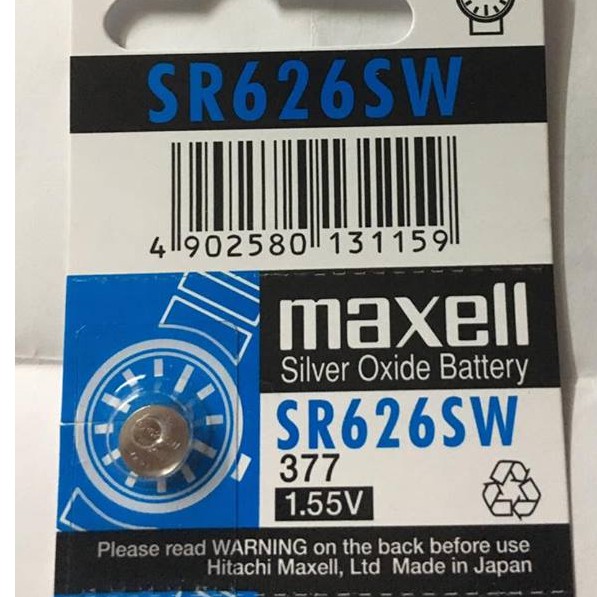 SR626SW
4 902580 131159
maxell
Silver Oxide Battery
SR626SW
377
1.55V
Please read WARNING on the back before use
Hitachi Maxell, Ltd Made in Japan